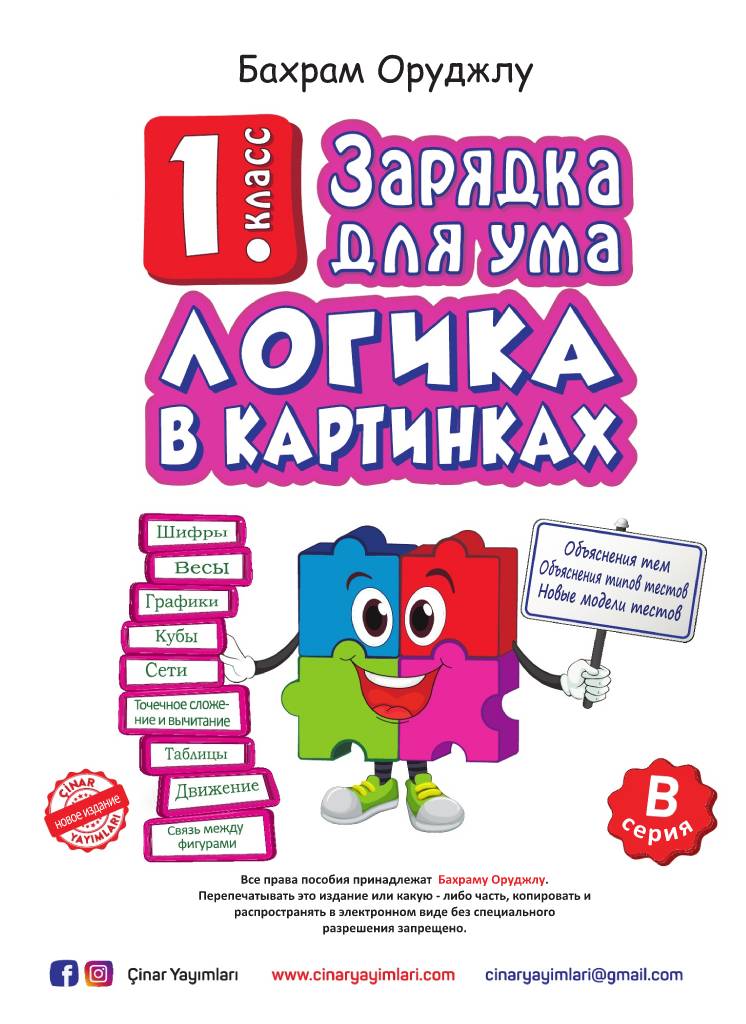 Бахрам Оруджлу
1. класс
Зарядка
для ума
ЛОГИКА
В КАРТИНКАХ
Шифры
Весы
Графики
Кубы
Сети
Точечное сложе-
ние и вычитание
Таблицы
Движение
Связь между
фигурами
Объяснения тем
Объяснения типов тестов
Новые модели тестов
ÇİNAR
новое издание
YAYIMLARI
В
серия
Все права пособия принадлежат Бахраму Оруджлу.
Перепечатывать это издание или какую - либо часть, копировать и
распространять в электронном виде без специального
разрешения запрещено.
Çinar Yayımları www.cinaryayimlari.com cinaryayimlari@gmail.com